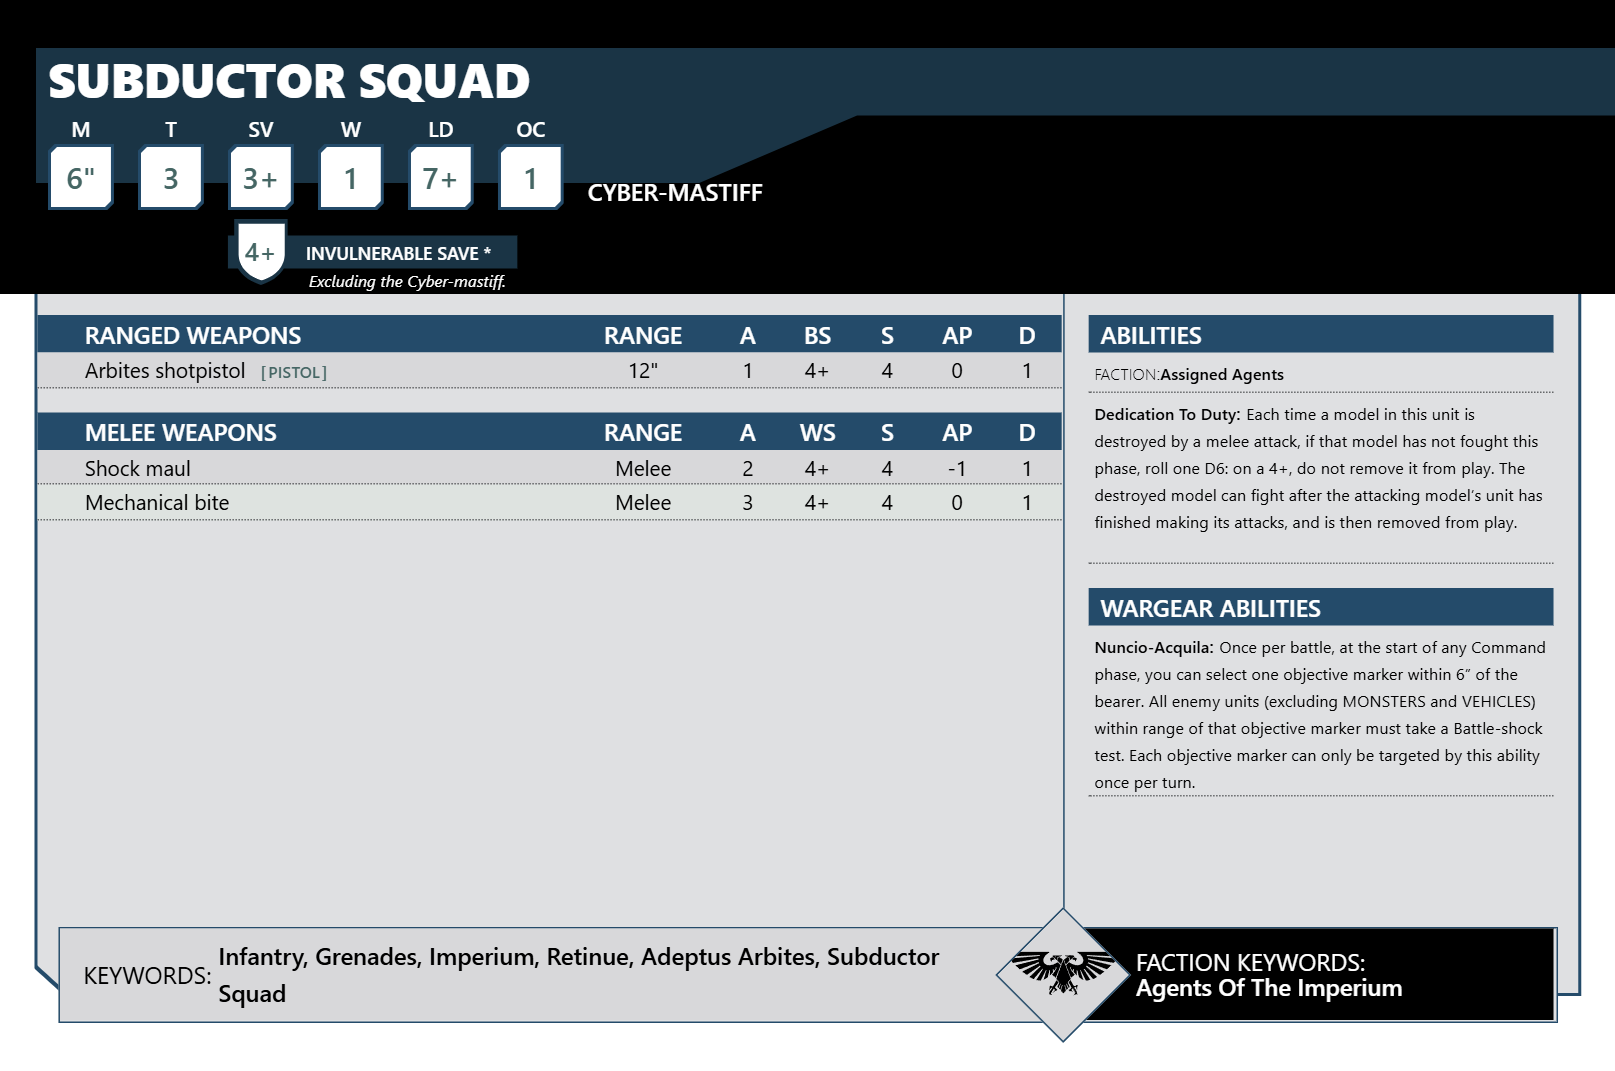 SUBDUCTOR SQUAD
M T SV W LD OC
6" 3 3+ 1 7+ 1 CYBER-MASTIFF
4+ INVULNERABLE SAVE *
Excluding the Cyber-mastiff.
RANGED WEAPONS RANGE A BS S AP D
Arbites shotpistol [PISTOL] 12" 1 4+ 4 0 1
MELEE WEAPONS RANGE A WS S AP D
Shock maul Melee 2 4+ 4 -1 1
Mechanical bite Melee 3 4+ 4 0 1
ABILITIES
FACTION:Assigned Agents
Dedication To Duty: Each time a model in this unit is
destroyed by a melee attack, if that model has not fought this
phase, roll one D6: on a 4+, do not remove it from play. The
destroyed model can fight after the attacking model's unit has
finished making its attacks, and is then removed from play.
WARGEAR ABILITIES
Nuncio-Acquila: Once per battle, at the start of any Command
phase, you can select one objective marker within 6" of the
bearer. All enemy units (excluding MONSTERS and VEHICLES)
within range of that objective marker must take a Battle-shock
test. Each objective marker can only be targeted by this ability
once per turn.
KEYWORDS: Infantry, Grenades, Imperium, Retinue, Adeptus Arbites, Subductor
Squad
FACTION KEYWORDS:
Agents Of The Imperium